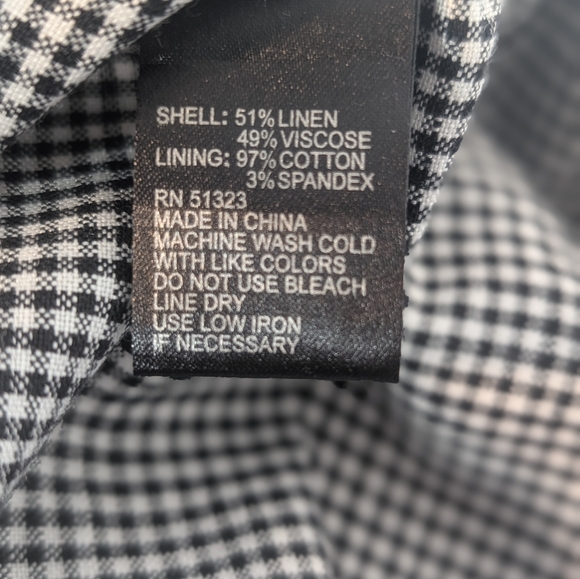 SHELL: 51% LINEN
49% VISCOSE
LINING: 97% COTTON
3% SPANDEX
RN 51323
MADE IN CHINA
MACHINE WASH COLD
WITH LIKE COLORS
DO NOT USE BLEACH
LINE DRY
USE LOW IRON
IF NECESSARY